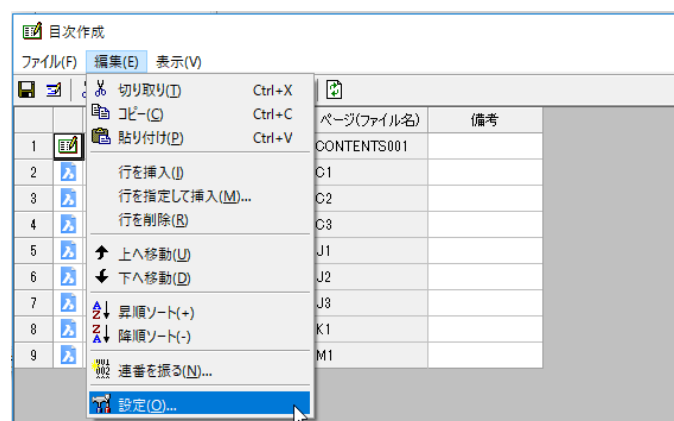 目次作成
ファイル(F) 編集(E) 表示(V)
切り取り(T) Ctrl+X
コピー(C) Ctrl+C
貼り付け(P) Ctrl+V
行を挿入(I)
行を指定して挿入(M)...
行を削除(R)
上へ移動(U)
下へ移動(D)
昇順ソート(+)
降順ソート(-)
連番を振る(N)...
設定(O)...
ページ(ファイル名) 備考
1 CONTENTS001
2 C1
3 C2
4 C3
5 J1
6 J2
7 J3
8 K1
9 M1